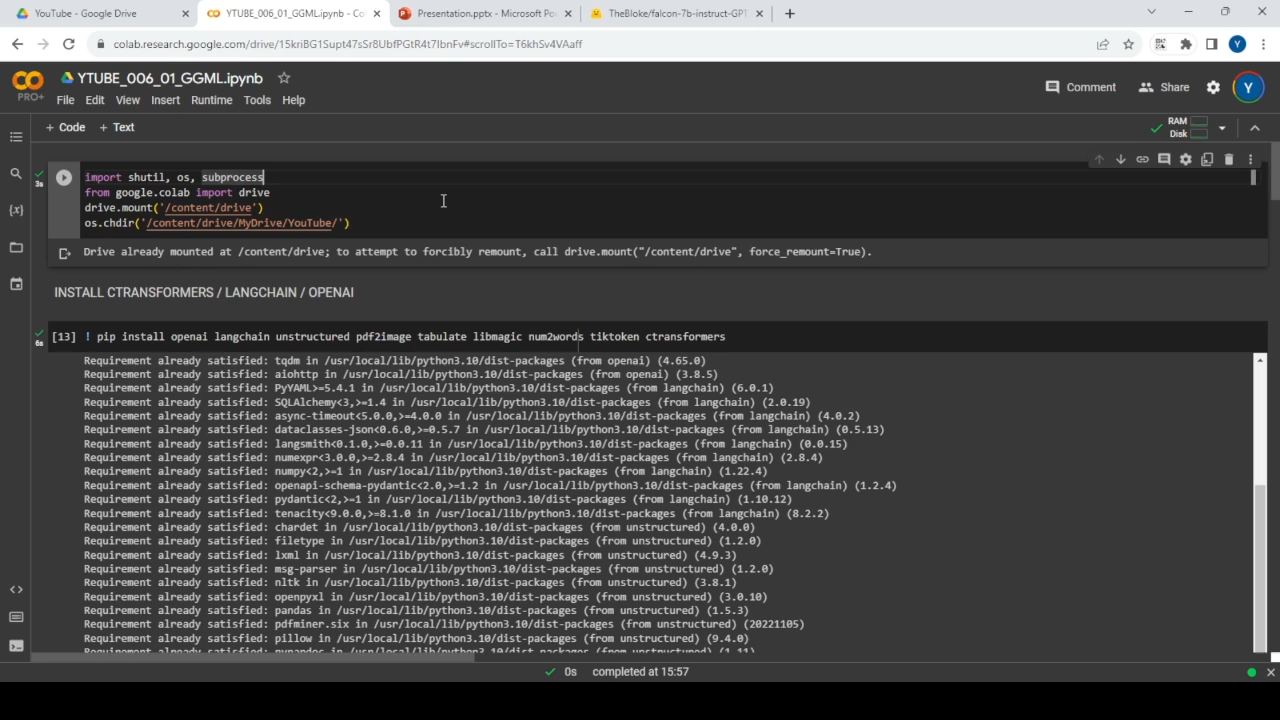 YouTube - Google Drive
YTUBE_006_01_GGML.ipynb - Co
Presentation.pptx - Microsoft Po
TheBloke/falcon-7b-instruct-GPT
colab.research.google.com/drive/15kriBG1Supt47sSr8UbfPGtR4t7IbnFv#scrollTo=T6khSv4VAaff
Y
CO
PRO+
YTUBE_006_01_GGML.ipynb
Comment
Share
Y
File Edit View Insert Runtime Tools Help
+ Code + Text
RAM
Disk
3s
import shutil, os, subprocess
from google.colab import drive
drive.mount('/content/drive')
os.chdir('/content/drive/MyDrive/YouTube/')
Drive already mounted at /content/drive; to attempt to forcibly remount, call drive.mount("/content/drive", force_remount=True).
INSTALL CTRANSFORMERS / LANGCHAIN / OPENAI
6s
[13] ! pip install openai langchain unstructured pdf2image tabulate libmagic num2words tiktoken ctransformers
Requirement already satisfied: tqdm in /usr/local/lib/python3.10/dist-packages (from openai) (4.65.0)
Requirement already satisfied: aiohttp in /usr/local/lib/python3.10/dist-packages (from openai) (3.8.5)
Requirement already satisfied: PyYAML>=5.4.1 in /usr/local/lib/python3.10/dist-packages (from langchain) (6.0.1)
Requirement already satisfied: SQLAlchemy<3,>=1.4 in /usr/local/lib/python3.10/dist-packages (from langchain) (2.0.19)
Requirement already satisfied: async-timeout<5.0.0,>=4.0.0 in /usr/local/lib/python3.10/dist-packages (from langchain) (4.0.2)
Requirement already satisfied: dataclasses-json<0.6.0,>=0.5.7 in /usr/local/lib/python3.10/dist-packages (from langchain) (0.5.13)
Requirement already satisfied: langsmith<0.1.0,>=0.0.11 in /usr/local/lib/python3.10/dist-packages (from langchain) (0.0.15)
Requirement already satisfied: numexpr<3.0.0,>=2.8.4 in /usr/local/lib/python3.10/dist-packages (from langchain) (2.8.4)
Requirement already satisfied: numpy<2,>=1 in /usr/local/lib/python3.10/dist-packages (from langchain) (1.22.4)
Requirement already satisfied: openapi-schema-pydantic<2.0,>=1.2 in /usr/local/lib/python3.10/dist-packages (from langchain) (1.2.4)
Requirement already satisfied: pydantic<2,>=1 in /usr/local/lib/python3.10/dist-packages (from langchain) (1.10.12)
Requirement already satisfied: tenacity<9.0.0,>=8.1.0 in /usr/local/lib/python3.10/dist-packages (from langchain) (8.2.2)
Requirement already satisfied: chardet in /usr/local/lib/python3.10/dist-packages (from unstructured) (4.0.0)
Requirement already satisfied: filetype in /usr/local/lib/python3.10/dist-packages (from unstructured) (1.2.0)
Requirement already satisfied: lxml in /usr/local/lib/python3.10/dist-packages (from unstructured) (4.9.3)
Requirement already satisfied: msg-parser in /usr/local/lib/python3.10/dist-packages (from unstructured) (1.2.0)
Requirement already satisfied: nltk in /usr/local/lib/python3.10/dist-packages (from unstructured) (3.8.1)
Requirement already satisfied: openpyxl in /usr/local/lib/python3.10/dist-packages (from unstructured) (3.0.10)
Requirement already satisfied: pandas in /usr/local/lib/python3.10/dist-packages (from unstructured) (1.5.3)
Requirement already satisfied: pdfminer.six in /usr/local/lib/python3.10/dist-packages (from unstructured) (20221105)
Requirement already satisfied: pillow in /usr/local/lib/python3.10/dist-packages (from unstructured) (9.4.0)
Requirement already satisfied: pypandoc in /usr/local/lib/python3.10/dist-packages (from unstructured) (1.11)
0s completed at 15:57